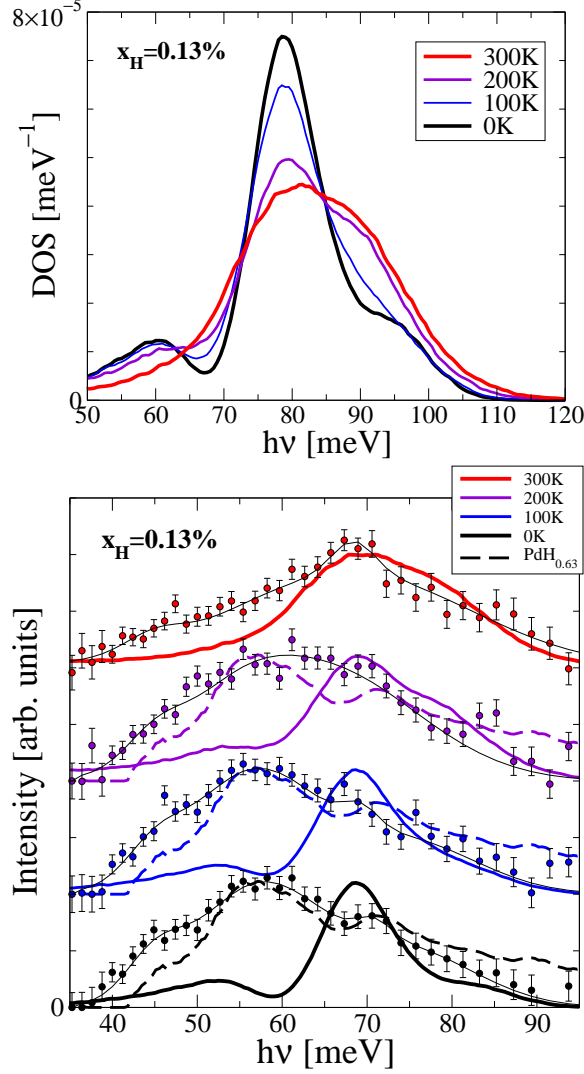 8×10⁻⁵
x_H=0.13%
300K
200K
100K
0K
DOS [meV⁻¹]
0
50 60 70 80 90 100 110 120
hν [meV]
300K
200K
100K
0K
PdH₀.₆₃
x_H=0.13%
Intensity [arb. units]
0
40 50 60 70 80 90
hν [meV]